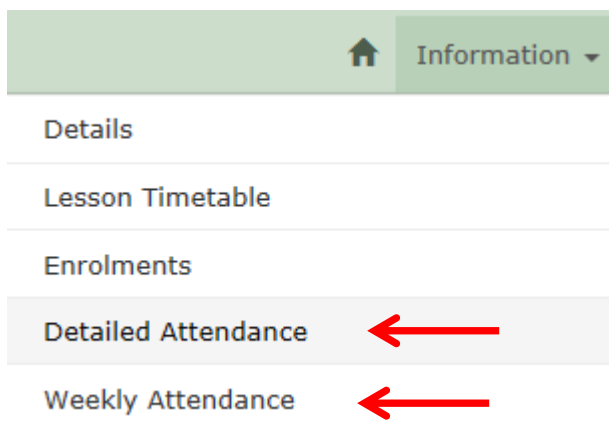 Information
Details
Lesson Timetable
Enrolments
Detailed Attendance
Weekly Attendance